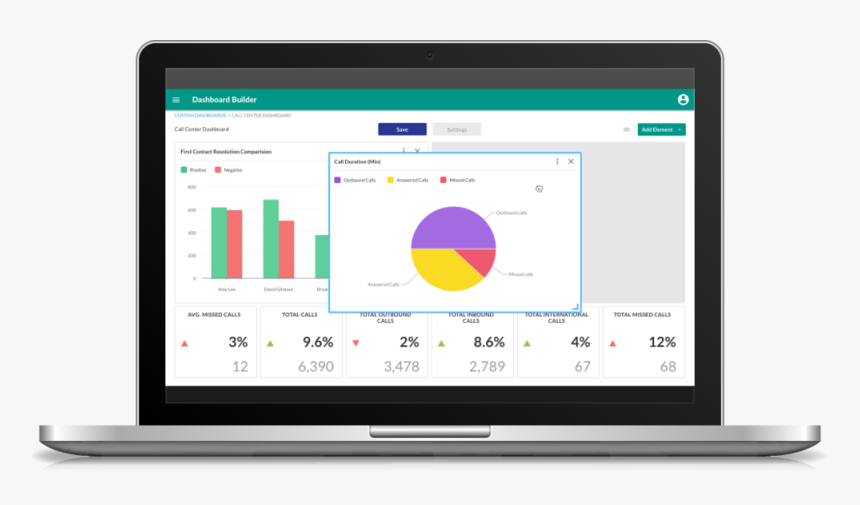 Dashboard Builder
CUSTOM DASHBOARDS > CALL CENTER DASHBOARD
Call Center Dashboard
Save
Settings
Add Element
First Contact Resolution Comparision
Positive
Negative
600
400
200
0
Amy Lee
David Gilmour
Call Duration (Min)
Outbound Calls
Answered Calls
Missed Calls
Outbound calls
Missed calls
Answered Calls
AVG. MISSED CALLS
3%
12
TOTAL CALLS
9.6%
6,390
TOTAL OUTBOUND
CALLS
2%
3,478
TOTAL INBOUND
CALLS
8.6%
2,789
TOTAL INTERNATIONAL
CALLS
4%
67
TOTAL MISSED CALLS
12%
68